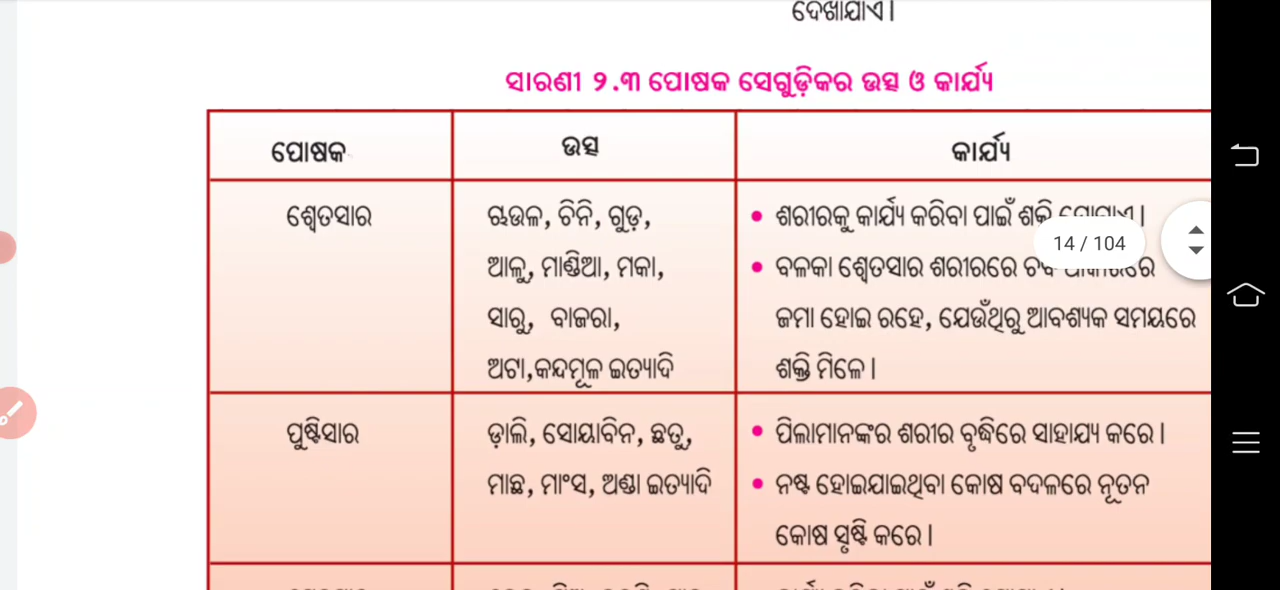 ଦେଖାଯାଏ।
ସାରଣୀ ୨.୩ ପୋଷକ ସେଗୁଡ଼ିକର ଉତ୍ସ ଓ କାର୍ଯ୍ୟ
ପୋଷକ ଉତ୍ସ କାର୍ଯ୍ୟ
ଶ୍ଵେତସାର
ଋଉଳ, ଚିନି, ଗୁଡ଼,
ଆଳୁ, ମାଣ୍ଡିଆ, ମକା,
ସାରୁ, ବାଜରା,
ଅଟା,କନ୍ଦମୂଳ ଇତ୍ୟାଦି
• ଶରୀରକୁ କାର୍ଯ୍ୟ କରିବା ପାଇଁ ଶକ୍ତି
• ବଳକା ଶ୍ଵେତସାର ଶରୀରରେ
ଜମା ହୋଇ ରହେ, ଯେଉଁଥିରୁ ଆବଶ୍ୟକ ସମୟରେ
ଶକ୍ତି ମିଳେ।
14 / 104
ପୁଷ୍ଟିସାର
ଡ଼ାଲି, ସୋୟାବିନ, ଛତୁ,
ମାଛ, ମାଂସ, ଅଣ୍ଡା ଇତ୍ୟାଦି
• ପିଲାମାନଙ୍କର ଶରୀର ବୃଦ୍ଧିରେ ସାହାଯ୍ୟ କରେ।
• ନଷ୍ଟ ହୋଇଯାଇଥିବା କୋଷ ବଦଳରେ ନୂତନ
କୋଷ ସୃଷ୍ଟି କରେ।